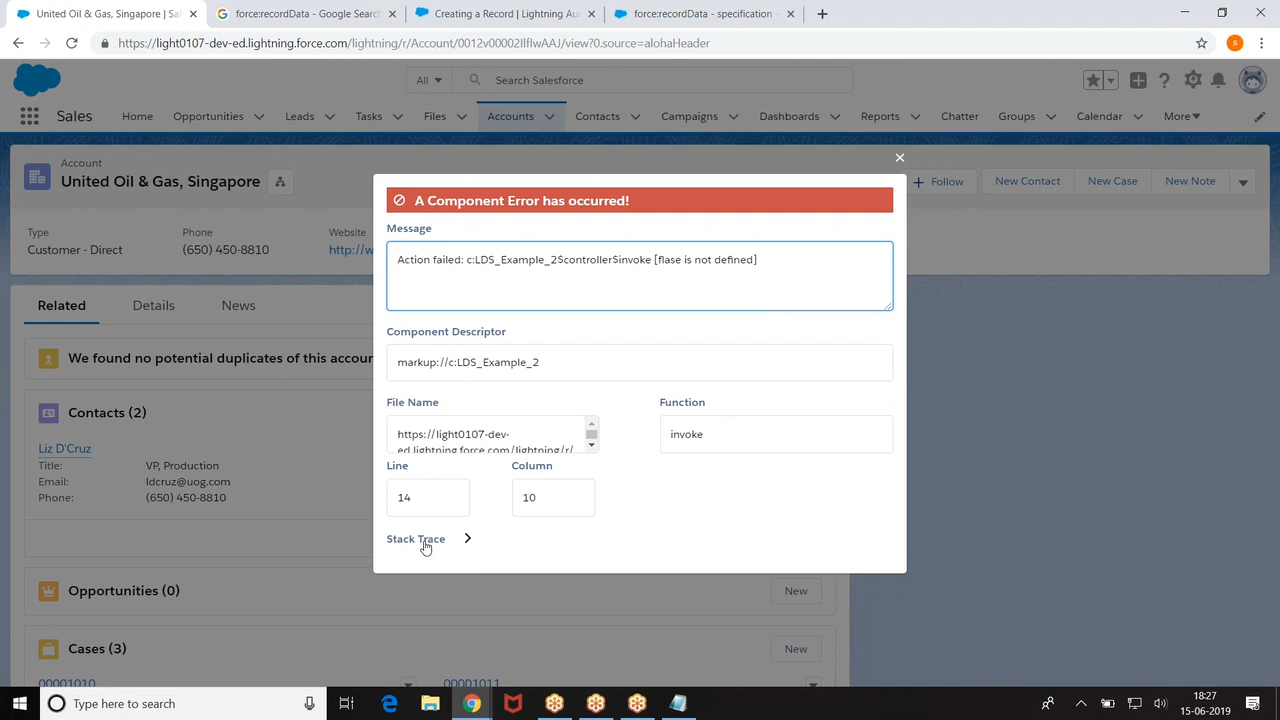 United Oil & Gas, Singapore | Sal
force:recordData - Google Search
Creating a Record | Lightning Au
force:recordData - specification -
https://light0107-dev-ed.lightning.force.com/lightning/r/Account/0012v00002IlflwAAJ/view?0.source=alohaHeader
S
All
Search Salesforce
Sales
Home
Opportunities
Leads
Tasks
Files
Accounts
Contacts
Campaigns
Dashboards
Reports
Chatter
Groups
Calendar
More
Account
United Oil & Gas, Singapore
Follow
New Contact
New Case
New Note
Type
Phone
Website
Customer - Direct
(650) 450-8810
http://w
Related
Details
News
We found no potential duplicates of this accoun
Contacts (2)
Liz D'Cruz
Title:
VP, Production
Email:
ldcruz@uog.com
Phone:
(650) 450-8810
Opportunities (0)
New
Cases (3)
New
00001010
00001011
A Component Error has occurred!
Message
Action failed: c:LDS_Example_2$controller$invoke [flase is not defined]
Component Descriptor
markup://c:LDS_Example_2
File Name
Function
https://light0107-dev-
ed.lightning.force.com/lightning/r/
invoke
Line
Column
14
10
Stack Trace
Type here to search
18:27
15-06-2019